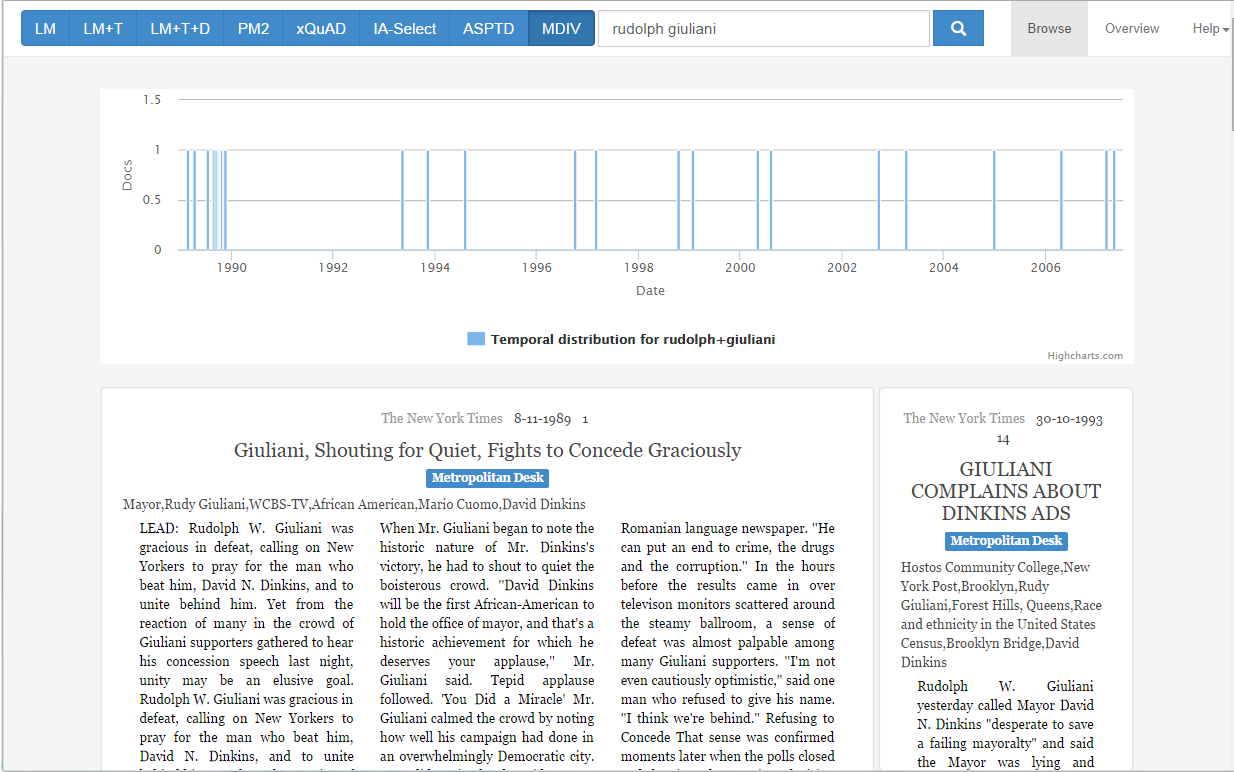 LM LM+T LM+T+D PM2 xQuAD IA-Select ASPTD MDIV rudolph giuliani Browse Overview Help
1.5
1
0.5
0
Docs
1990 1992 1994 1996 1998 2000 2002 2004 2006
Date
Temporal distribution for rudolph+giuliani
Highcharts.com
The New York Times 8-11-1989 1
Giuliani, Shouting for Quiet, Fights to Concede Graciously
Metropolitan Desk
Mayor,Rudy Giuliani,WCBS-TV,African American,Mario Cuomo,David Dinkins
LEAD: Rudolph W. Giuliani was
gracious in defeat, calling on New
Yorkers to pray for the man who
beat him, David N. Dinkins, and to
unite behind him. Yet from the
reaction of many in the crowd of
Giuliani supporters gathered to hear
his concession speech last night,
unity may be an elusive goal.
Rudolph W. Giuliani was gracious in
defeat, calling on New Yorkers to
pray for the man who beat him,
David N. Dinkins, and to unite
When Mr. Giuliani began to note the
historic nature of Mr. Dinkins's
victory, he had to shout to quiet the
boisterous crowd. "David Dinkins
will be the first African-American to
hold the office of mayor, and that's a
historic achievement for which he
deserves your applause," Mr.
Giuliani said. Tepid applause
followed. 'You Did a Miracle' Mr.
Giuliani calmed the crowd by noting
how well his campaign had done in
an overwhelmingly Democratic city.
Romanian language newspaper. "He
can put an end to crime, the drugs
and the corruption." In the hours
before the results came in over
televison monitors scattered around
the steamy ballroom, a sense of
defeat was almost palpable among
many Giuliani supporters. "I'm not
even cautiously optimistic," said one
man who refused to give his name.
"I think we're behind." Refusing to
Concede That sense was confirmed
moments later when the polls closed
The New York Times 30-10-1993
14
GIULIANI
COMPLAINS ABOUT
DINKINS ADS
Metropolitan Desk
Hostos Community College,New
York Post,Brooklyn,Rudy
Giuliani,Forest Hills, Queens,Race
and ethnicity in the United States
Census,Brooklyn Bridge,David
Dinkins
Rudolph W. Giuliani
yesterday called Mayor David
N. Dinkins "desperate to save
a failing mayoralty" and said
the Mayor was lying and